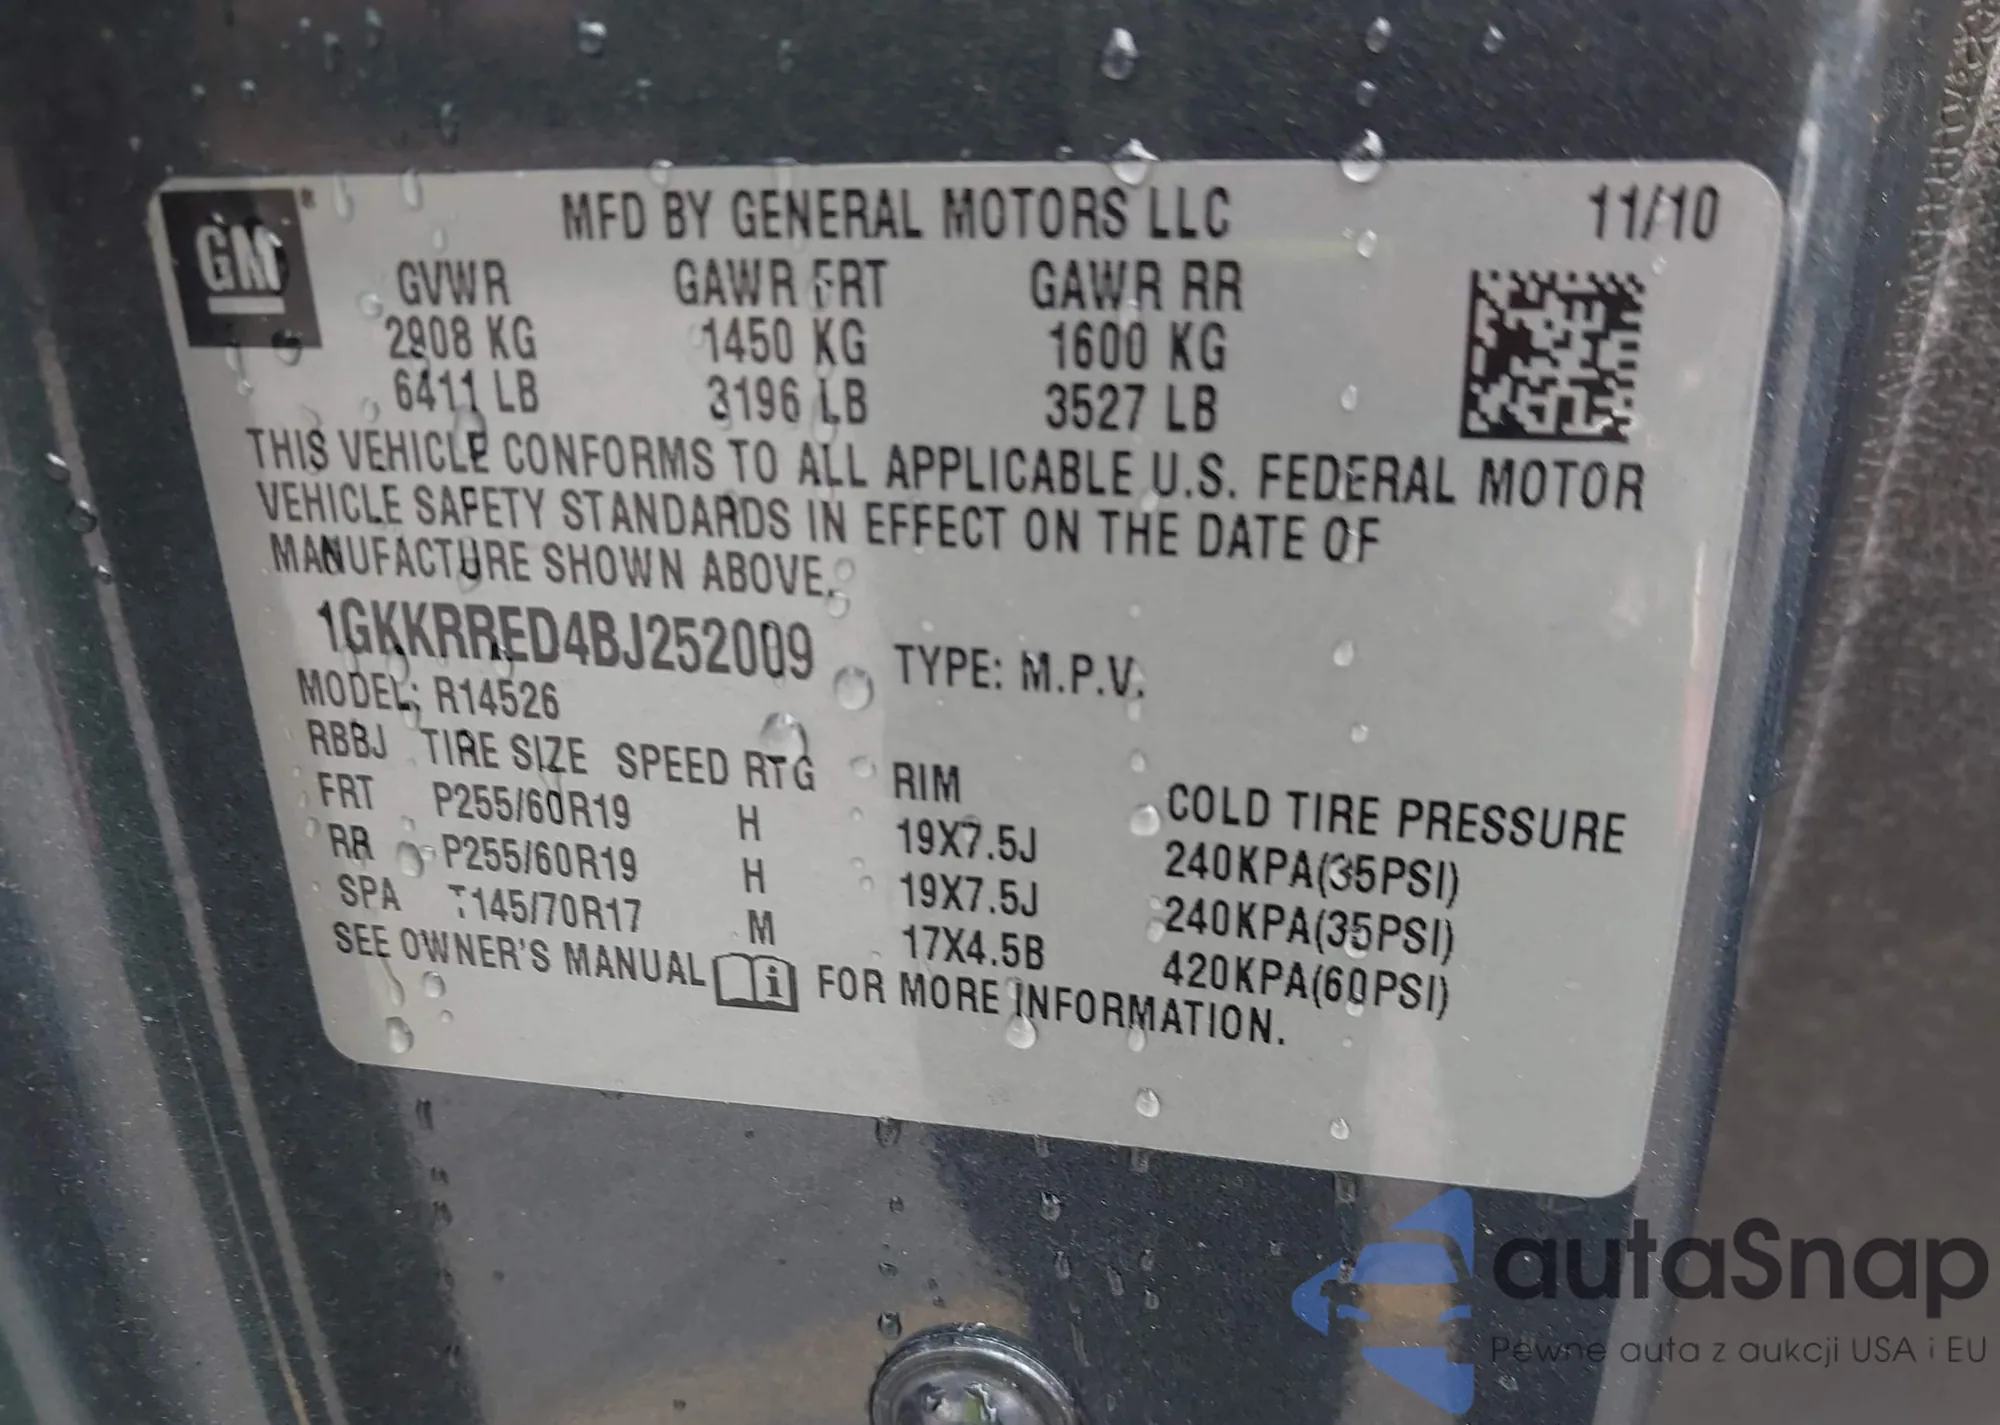 GM
MFD BY GENERAL MOTORS LLC 11/10
GVWR GAWR FRT GAWR RR
2908 KG 1450 KG 1600 KG
6411 LB 3196 LB 3527 LB
THIS VEHICLE CONFORMS TO ALL APPLICABLE U.S. FEDERAL MOTOR
VEHICLE SAFETY STANDARDS IN EFFECT ON THE DATE OF
MANUFACTURE SHOWN ABOVE.
1GKKRRED4BJ252009 TYPE: M.P.V.
MODEL: R14526
RBBJ TIRE SIZE SPEED RTG RIM COLD TIRE PRESSURE
FRT P255/60R19 H 19X7.5J 240KPA(35PSI)
RR P255/60R19 H 19X7.5J 240KPA(35PSI)
SPA T145/70R17 M 17X4.5B 420KPA(60PSI)
SEE OWNER'S MANUAL i FOR MORE INFORMATION.
autaSnap
Pewne auta z aukcji USA i EU